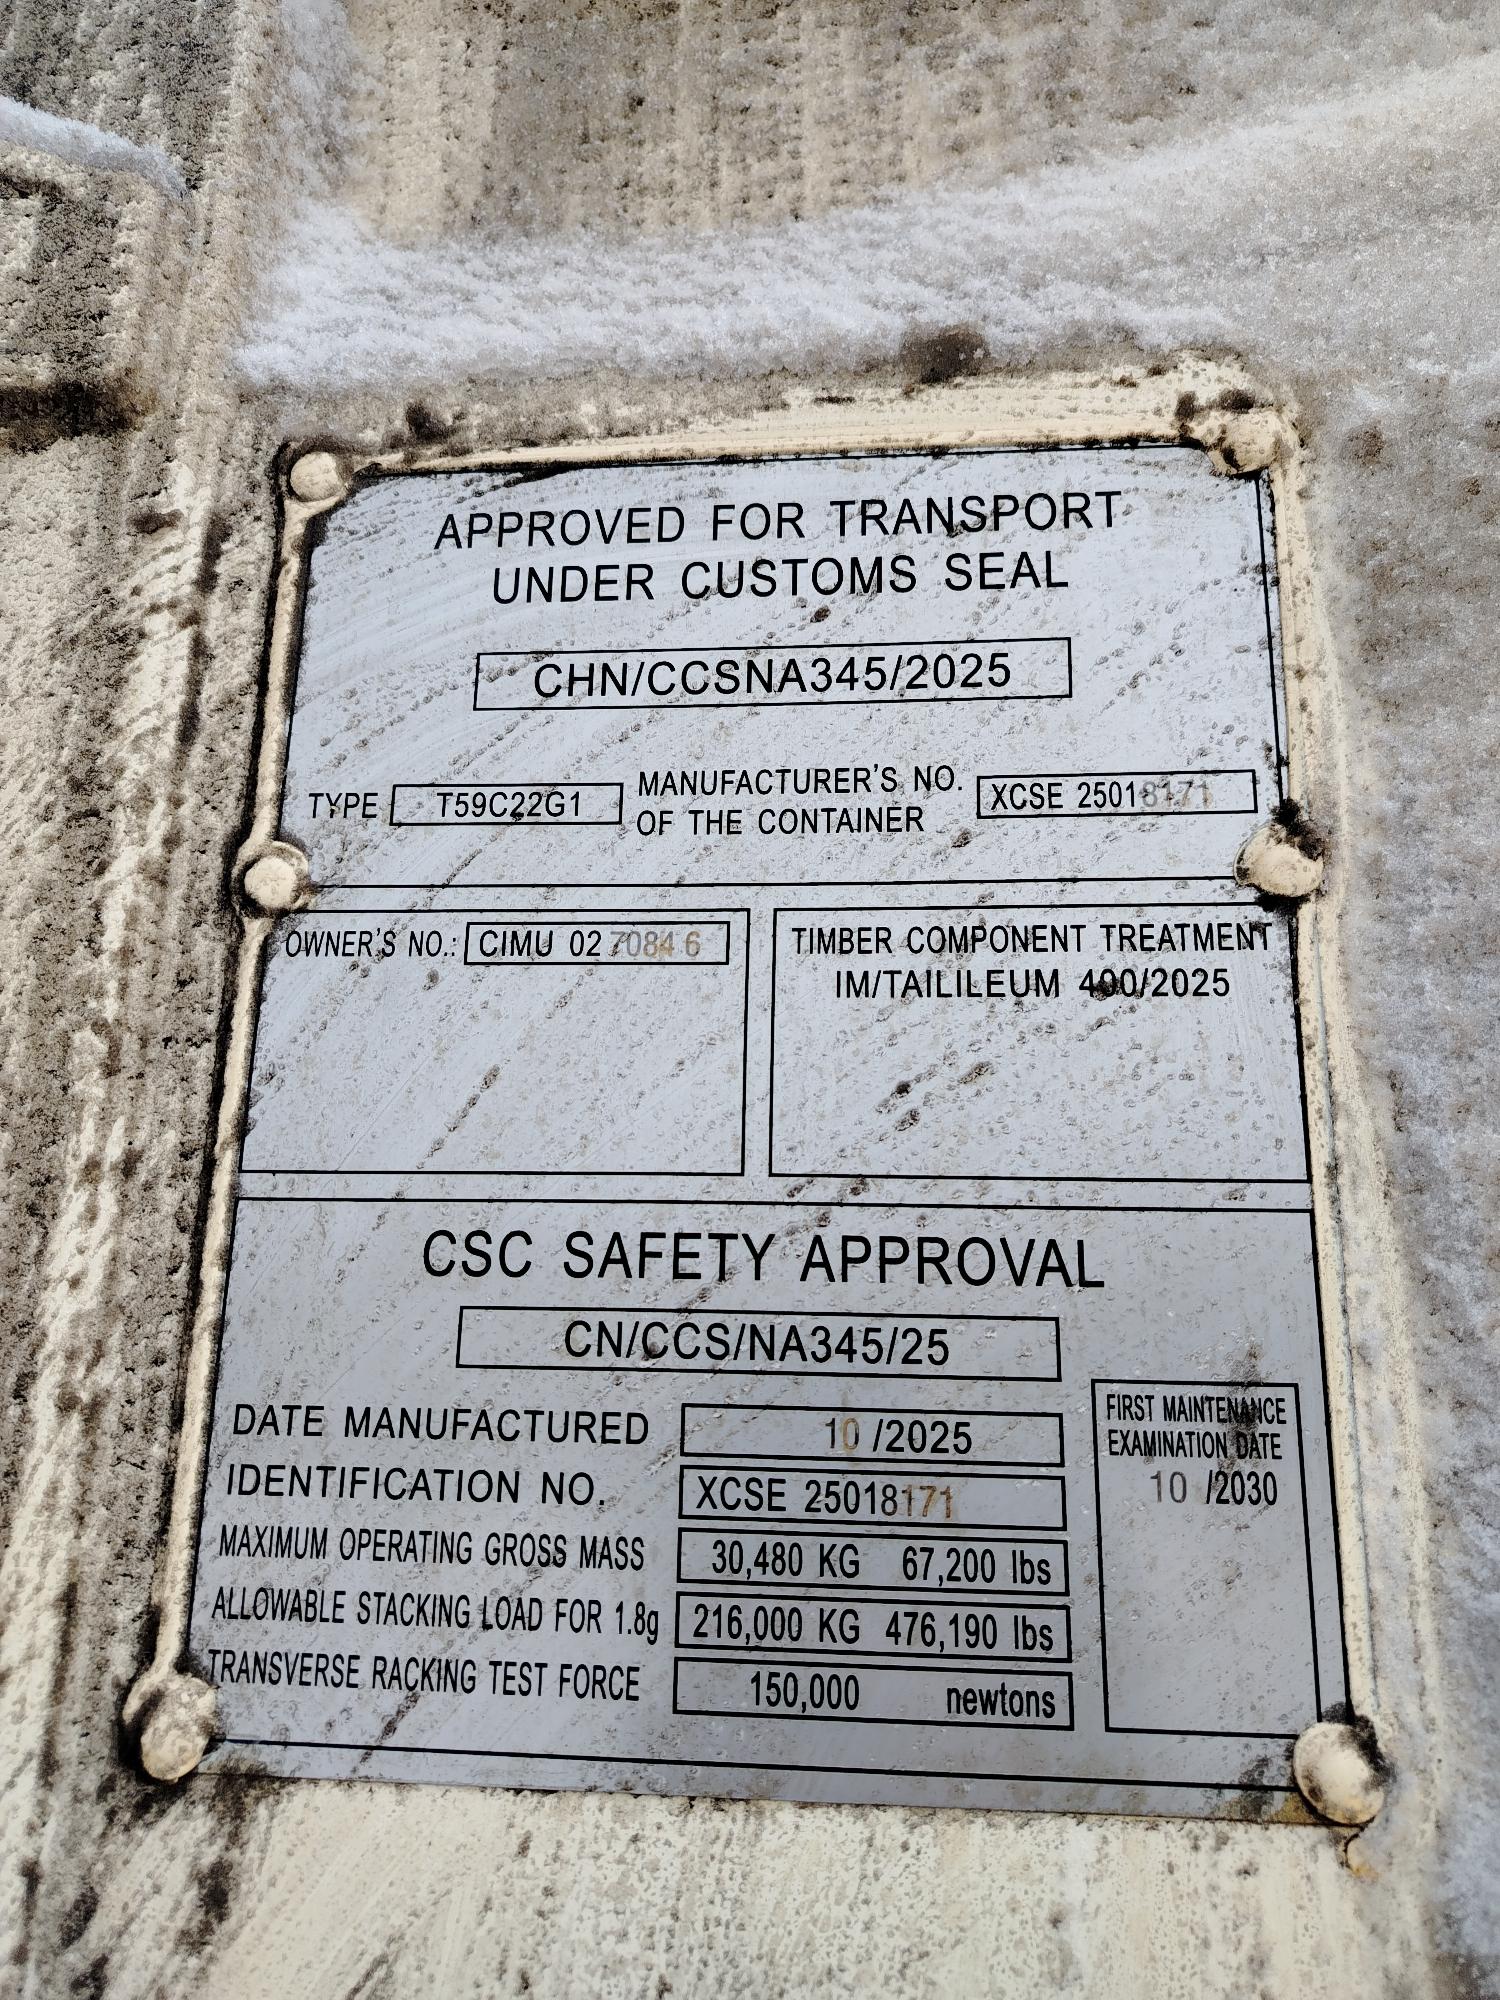 APPROVED FOR TRANSPORT
UNDER CUSTOMS SEAL
CHN/CCSNA345/2025
TYPE T59C22G1 MANUFACTURER'S NO. OF THE CONTAINER XCSE 25018171
OWNER'S NO.: CIMU 02 7084 6
TIMBER COMPONENT TREATMENT
IM/TAILILEUM 400/2025
CSC SAFETY APPROVAL
CN/CCS/NA345/25
DATE MANUFACTURED 10 /2025
IDENTIFICATION NO. XCSE 25018171
MAXIMUM OPERATING GROSS MASS 30,480 KG 67,200 lbs
ALLOWABLE STACKING LOAD FOR 1.8g 216,000 KG 476,190 lbs
TRANSVERSE RACKING TEST FORCE 150,000 newtons
FIRST MAINTENANCE
EXAMINATION DATE
10 /2030